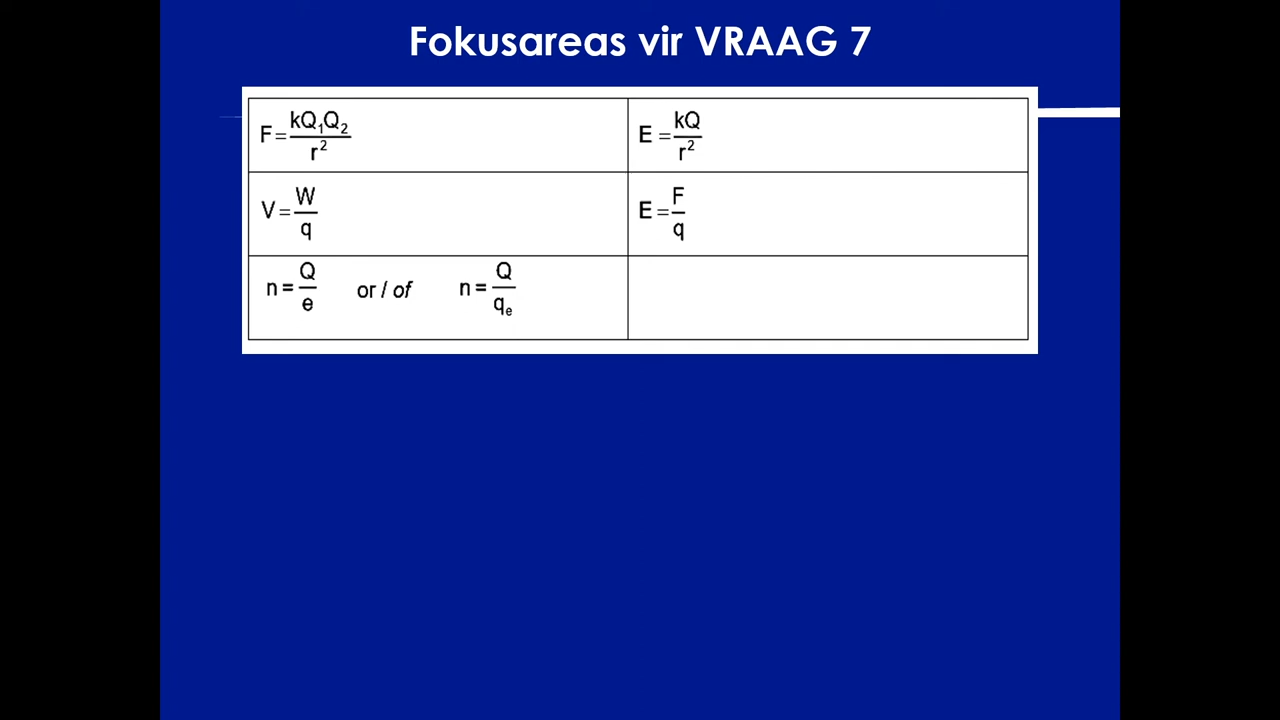 Fokusareas vir VRAAG 7
F = kQ₁Q₂ / r²
E = kQ / r²
V = W / q
E = F / q
n = Q / e or / of n = Q / qₑ